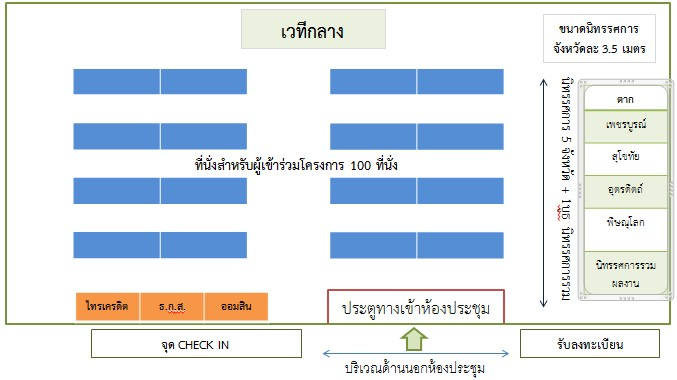 เวทีกลาง
ขนาดนิทรรศการ
จังหวัดละ 3.5 เมตร
นิทรรศการ 5 จังหวัด + 1บูธ นิทรรศการรวม
ตาก
เพชรบูรณ์
สุโขทัย
อุตรดิตถ์
พิษณุโลก
นิทรรศการรวม
ผลงาน
ที่นั่งสำหรับผู้เข้าร่วมโครงการ 100 ที่นั่ง
ไทรเครดิต
ธ.ก.ส.
ออมสิน
ประตูทางเข้าห้องประชุม
จุด CHECK IN
บริเวณด้านนอกห้องประชุม
รับลงทะเบียน